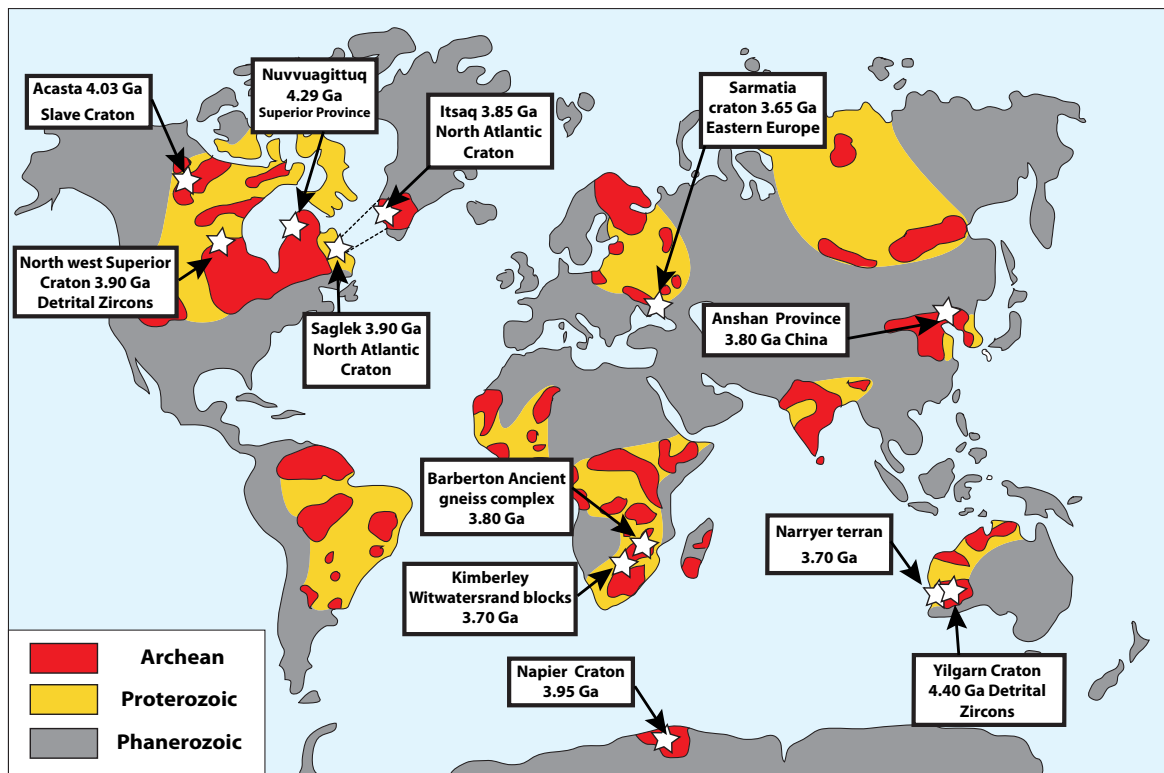 Acasta 4.03 Ga
Slave Craton
Nuvvuagittuq
4.29 Ga
Superior Province
Itsaq 3.85 Ga
North Atlantic
Craton
Sarmatia
craton 3.65 Ga
Eastern Europe
North west Superior
Craton 3.90 Ga
Detrital Zircons
Saglek 3.90 Ga
North Atlantic
Craton
Anshan Province
3.80 Ga China
Barberton Ancient
gneiss complex
3.80 Ga
Kimberley
Witwatersrand blocks
3.70 Ga
Narryer terran
3.70 Ga
Napier Craton
3.95 Ga
Yilgarn Craton
4.40 Ga Detrital
Zircons
Archean
Proterozoic
Phanerozoic